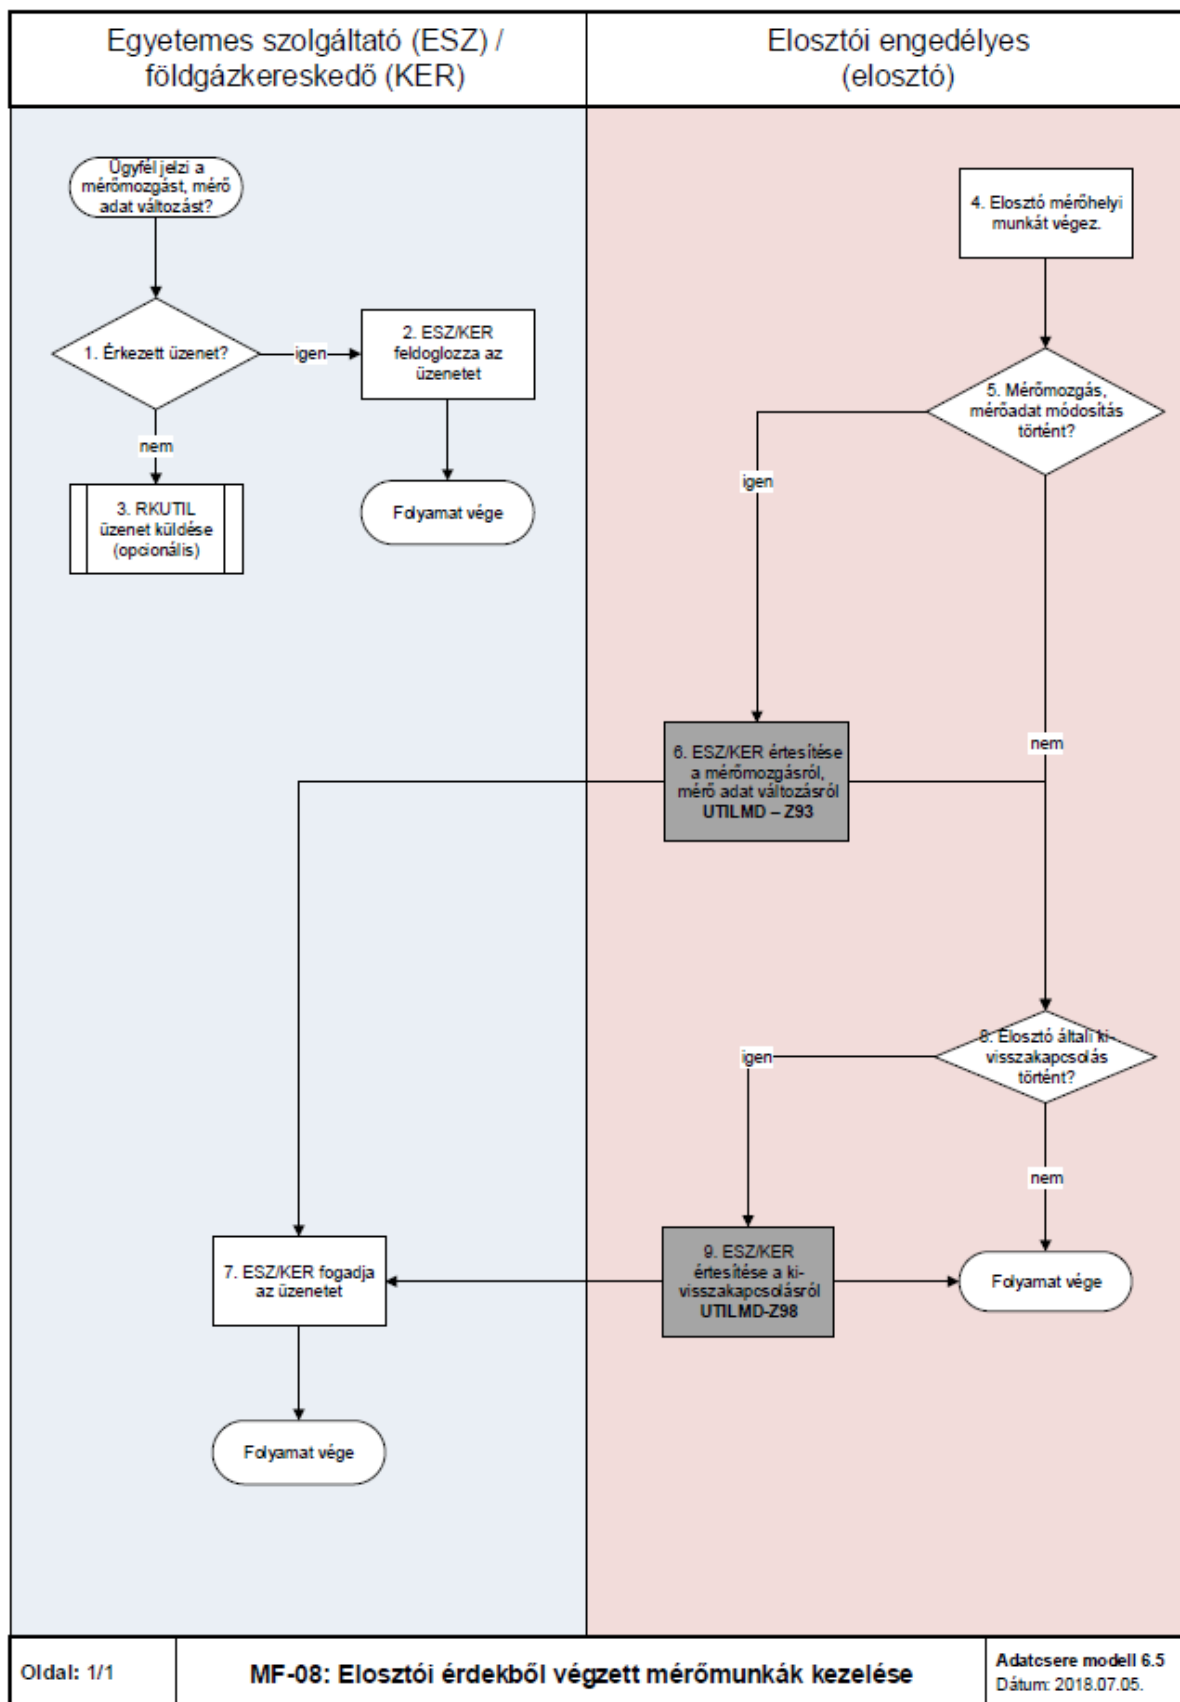 Egyetemes szolgáltató (ESZ) /
földgázkereskedő (KER)
Elosztói engedélyes
(elosztó)
Ügyfél jelzi a
mérőmozgást, mérő
adat változást?
1. Érkezett üzenet?
igen
2. ESZ/KER
feldoglozza az
üzenetet
nem
3. RKUTIL
üzenet küldése
(opcionális)
Folyamat vége
4. Elosztó mérőhelyi
munkát végez.
5. Mérőmozgás,
mérőadat módosítás
történt?
igen
nem
6. ESZ/KER értesítése
a mérőmozgásról,
mérő adat változásról
UTILMD – Z93
8. Elosztó általi ki-
visszakapcsolás
történt?
igen
nem
7. ESZ/KER fogadja
az üzenetet
9. ESZ/KER
értesítése a ki-
visszakapcsolásról
UTILMD-Z98
Folyamat vége
Folyamat vége
Oldal: 1/1
MF-08: Elosztói érdekből végzett mérőmunkák kezelése
Adatcsere modell 6.5
Dátum: 2018.07.05.